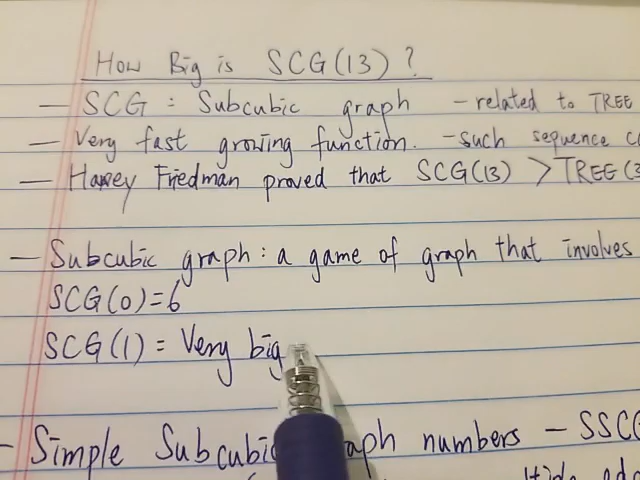 How Big is SCG(13)?
- SCG: Subcubic graph - related to TREE
- Very fast growing function. - such sequence
- Harvey Friedman proved that SCG(13) > TREE(3
- Subcubic graph: a game of graph that involves
SCG(0)=6
SCG(1) = Very big
- Simple Subcubic graph numbers - SSCG